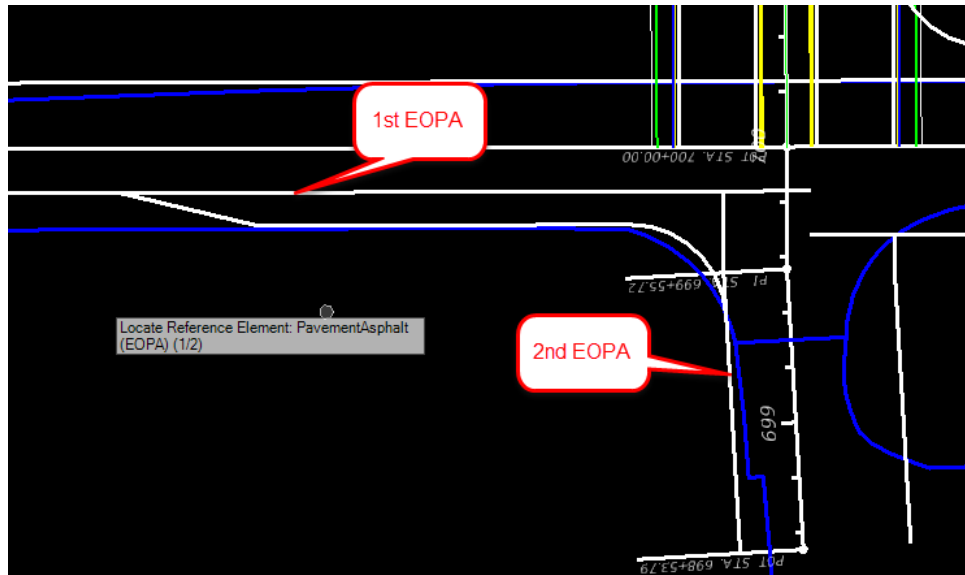 1st EOPA
POT STA. 700+00.00
PI STA. 699+55.72
Locate Reference Element: PavementAsphalt
(EOPA) (1/2)
2nd EOPA
699
POT STA. 698+53.79